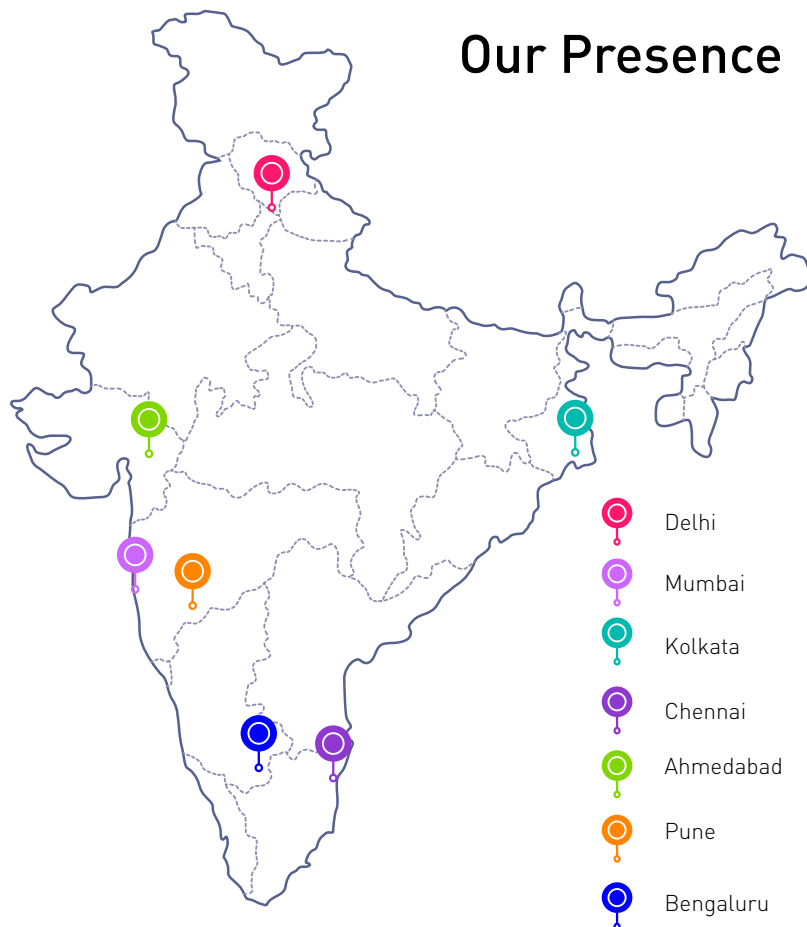 Our Presence
Delhi
Mumbai
Kolkata
Chennai
Ahmedabad
Pune
Bengaluru